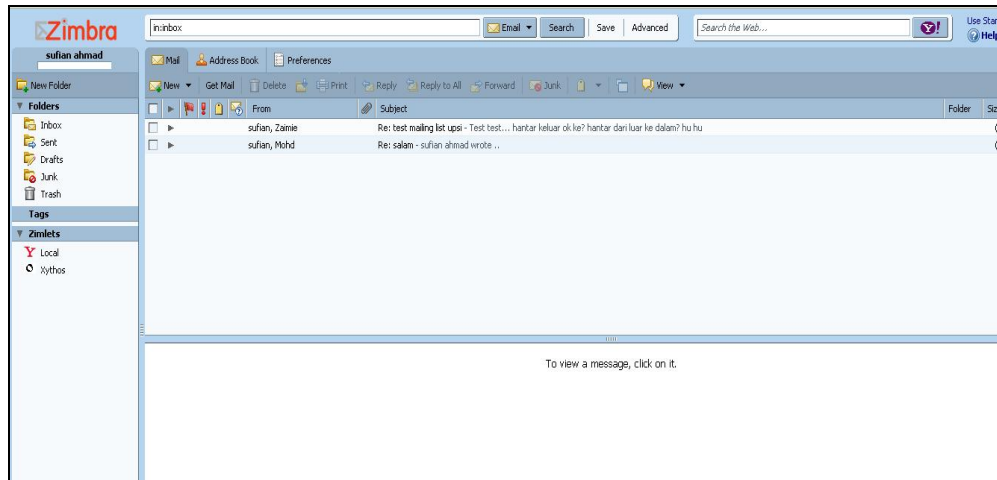 Zimbra
in:inbox
Email
Search
Save
Advanced
Search the Web...
Y!
Use Star
Help
sufian ahmad
Mail
Address Book
Preferences
New Folder
New
Get Mail
Delete
Print
Reply
Reply to All
Forward
Junk
View
Folders
From
Subject
Folder
Siz
Inbox
sufian, Zaimie
Re: test mailing list upsi - Test test... hantar keluar ok ke? hantar dari luar ke dalam? hu hu
Sent
sufian, Mohd
Re: salam - sufian ahmad wrote ..
Drafts
Junk
Trash
Tags
Zimlets
Y Local
Xythos
To view a message, click on it.